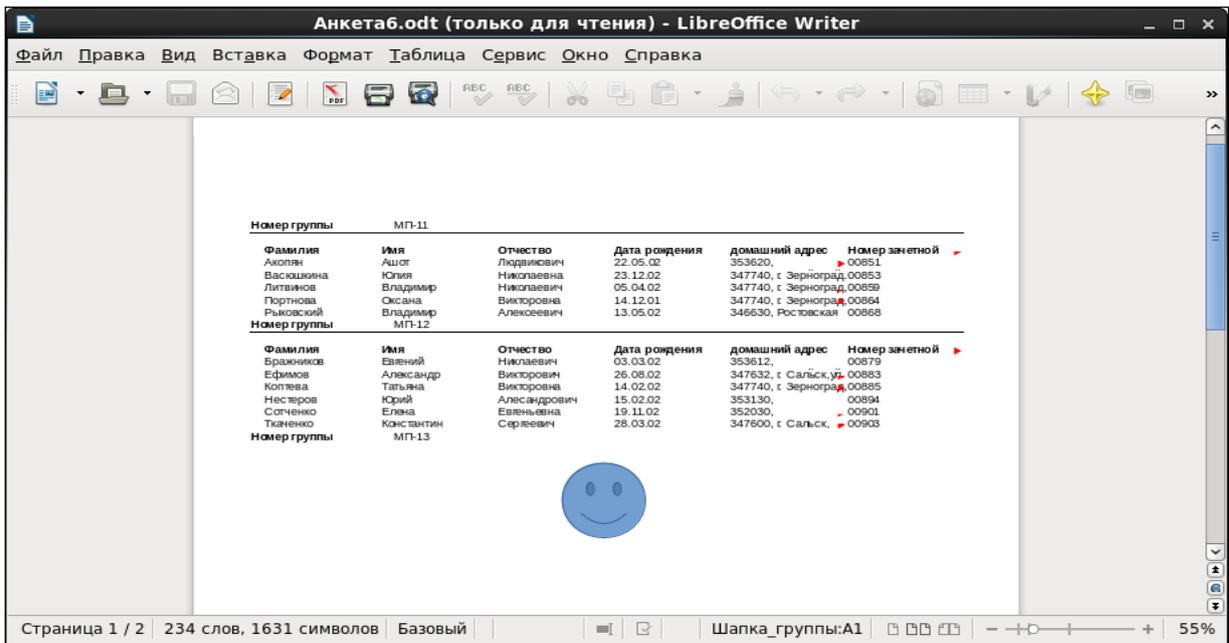 Анкета6.odt (только для чтения) - LibreOffice Writer
Файл Правка Вид Вставка Формат Таблица Сервис Окно Справка
PDF ABC ABC »
Номер группы МП-11
Фамилия Имя Отчество Дата рождения домашний адрес Номер зачетной
Акопян Ашот Людвикович 22.05.02 353620, 00851
Васюшкина Юлия Николаевна 23.12.02 347740, г. Зерноград, 00853
Литвинов Владимир Николаевич 05.04.02 347740, г. Зерноград, 00859
Портнова Оксана Викторовна 14.12.01 347740, г. Зерноград, 00864
Рыковский Владимир Алексеевич 13.05.02 346630, Ростовская 00868
Номер группы МП-12
Фамилия Имя Отчество Дата рождения домашний адрес Номер зачетной
Бражников Евгений Никлаевич 03.03.02 353612, 00879
Ефимов Александр Викторович 26.08.02 347632, г. Сальск,ул. 00883
Коптева Татьяна Викторовна 14.02.02 347740, г. Зерноград, 00885
Нестеров Юрий Алесандрович 15.02.02 353130, 00894
Сотченко Елена Евгеньевна 19.11.02 352030, 00901
Ткаченко Константин Сергеевич 28.03.02 347600, г. Сальск, 00903
Номер группы МП-13
Страница 1 / 2 234 слов, 1631 символов Базовый Шапка_группы:A1 55%